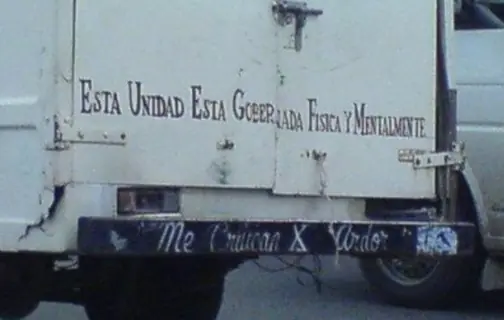 ESTA UNIDAD ESTA GOBERNADA FISICA Y MENTALMENTE
Me Critican X Ardor